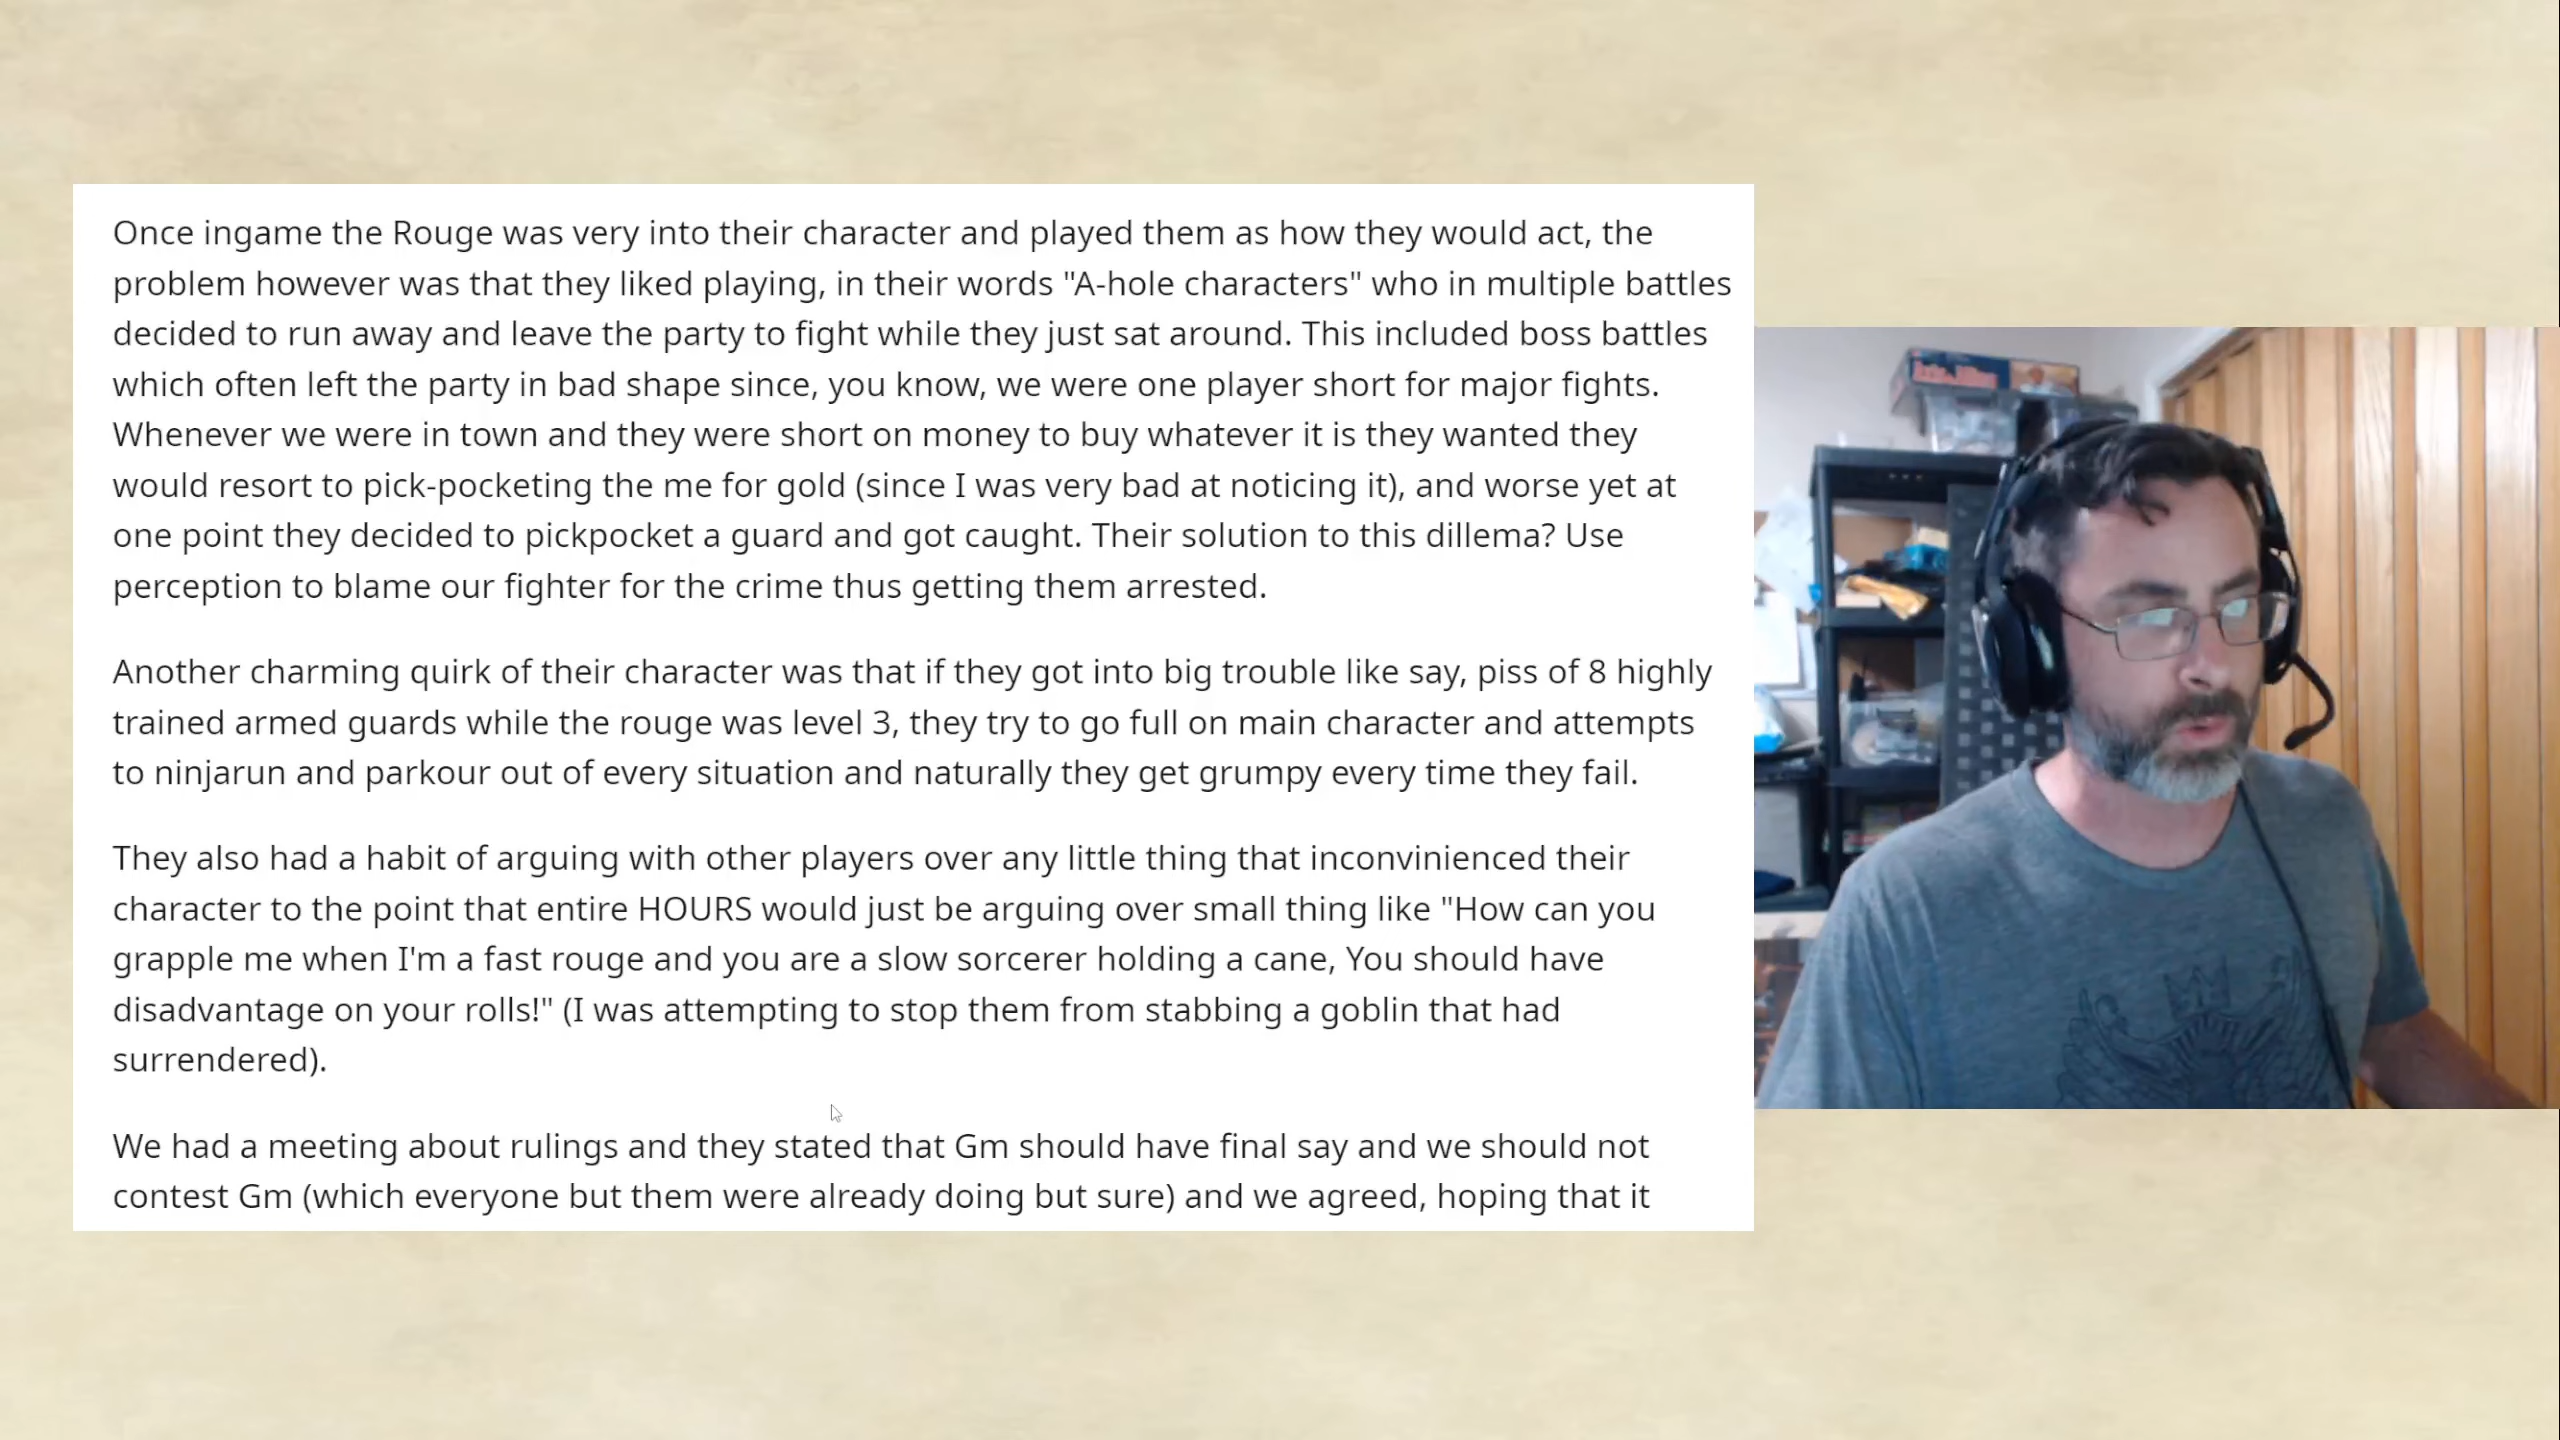 Once ingame the Rouge was very into their character and played them as how they would act, the
problem however was that they liked playing, in their words "A-hole characters" who in multiple battles
decided to run away and leave the party to fight while they just sat around. This included boss battles
which often left the party in bad shape since, you know, we were one player short for major fights.
Whenever we were in town and they were short on money to buy whatever it is they wanted they
would resort to pick-pocketing the me for gold (since I was very bad at noticing it), and worse yet at
one point they decided to pickpocket a guard and got caught. Their solution to this dillema? Use
perception to blame our fighter for the crime thus getting them arrested.
Another charming quirk of their character was that if they got into big trouble like say, piss of 8 highly
trained armed guards while the rouge was level 3, they try to go full on main character and attempts
to ninjarun and parkour out of every situation and naturally they get grumpy every time they fail.
They also had a habit of arguing with other players over any little thing that inconvinienced their
character to the point that entire HOURS would just be arguing over small thing like "How can you
grapple me when I'm a fast rouge and you are a slow sorcerer holding a cane, You should have
disadvantage on your rolls!" (I was attempting to stop them from stabbing a goblin that had
surrendered).
We had a meeting about rulings and they stated that Gm should have final say and we should not
contest Gm (which everyone but them were already doing but sure) and we agreed, hoping that it